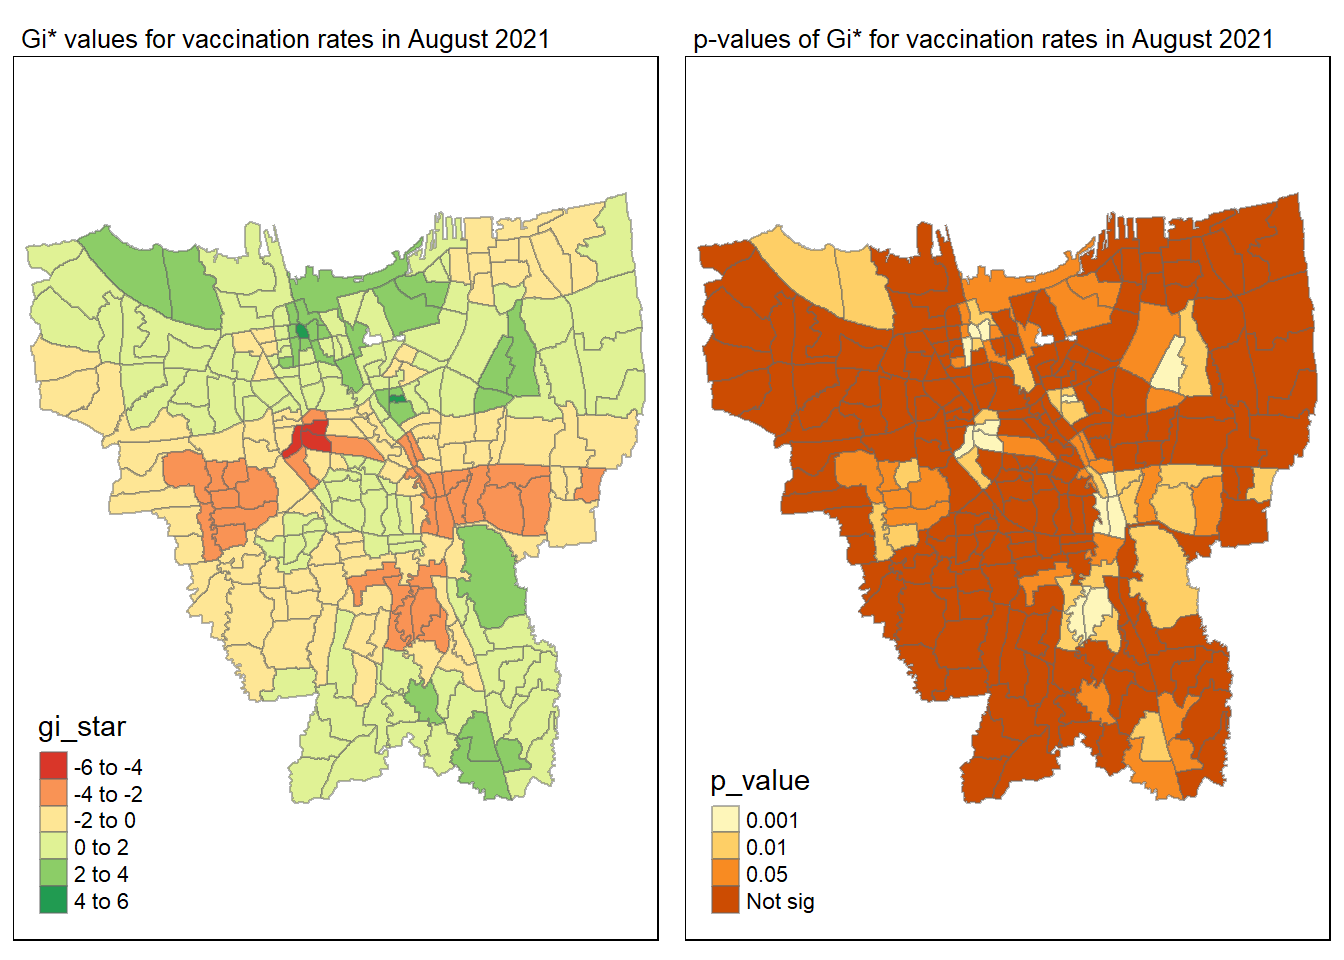 Gi* values for vaccination rates in August 2021
gi_star
-6 to -4
-4 to -2
-2 to 0
0 to 2
2 to 4
4 to 6
p-values of Gi* for vaccination rates in August 2021
p_value
0.001
0.01
0.05
Not sig